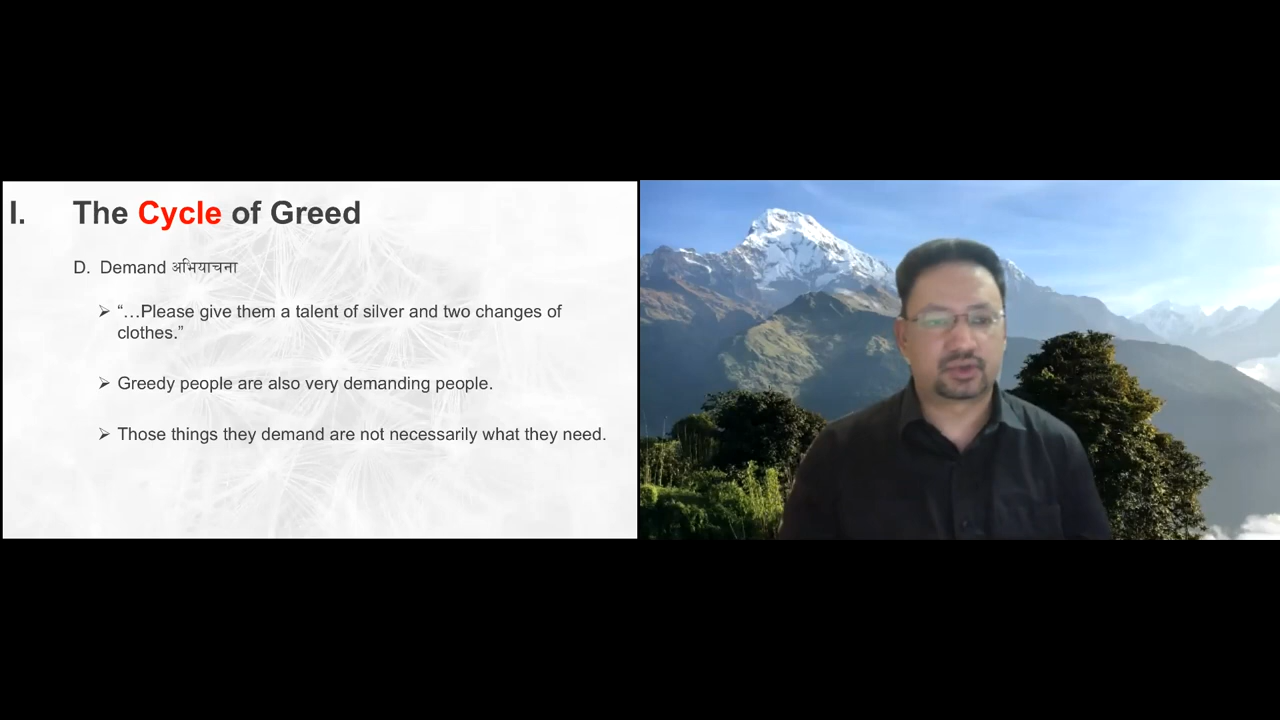 I. The Cycle of Greed
D. Demand अभियाचना
➢ “…Please give them a talent of silver and two changes of
clothes.”
➢ Greedy people are also very demanding people.
➢ Those things they demand are not necessarily what they need.